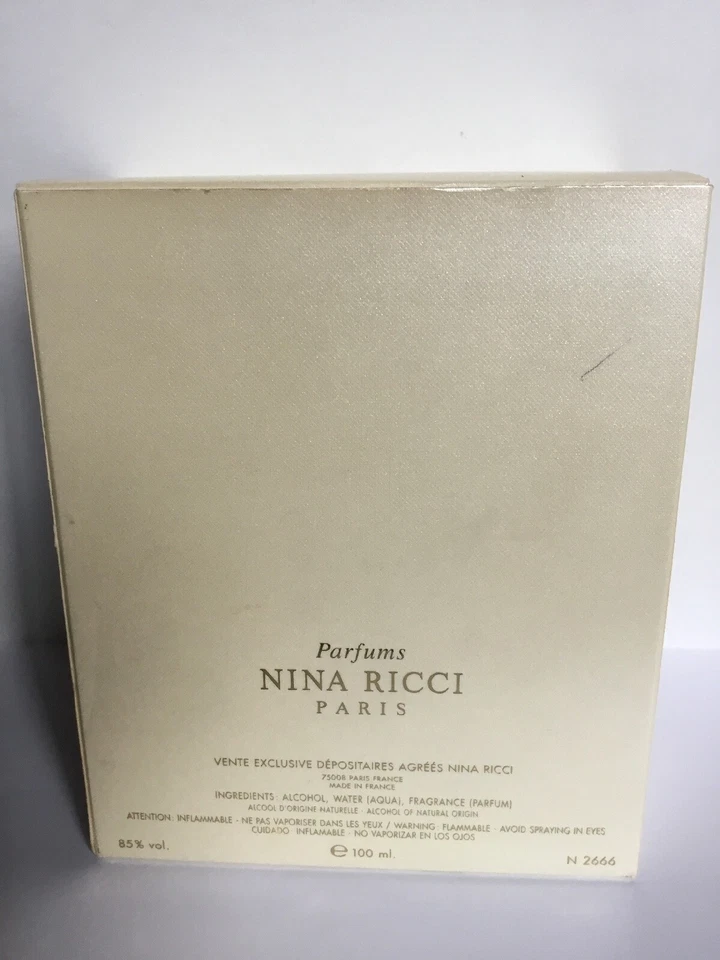 Parfums
NINA RICCI
PARIS
VENTE EXCLUSIVE DÉPOSITAIRES AGRÉÉS NINA RICCI
75008 PARIS FRANCE
MADE IN FRANCE
INGREDIENTS: ALCOHOL, WATER (AQUA), FRAGRANCE (PARFUM)
ALCOOL D'ORIGINE NATURELLE - ALCOHOL OF NATURAL ORIGIN
ATTENTION: INFLAMMABLE - NE PAS VAPORISER DANS LES YEUX / WARNING: FLAMMABLE - AVOID SPRAYING IN EYES
CUIDADO: INFLAMABLE - NO VAPORIZAR EN LOS OJOS
85% vol. ℮ 100 ml. N 2666